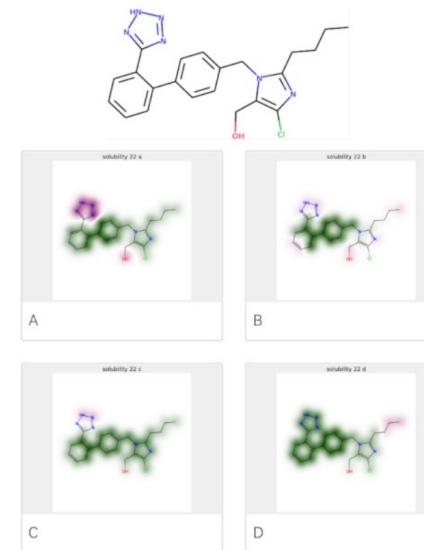 HN
N
N
N
N
N
OH
Cl
solubility 22 a
solubility 22 b
A
B
solubility 22 c
solubility 22 d
C
D